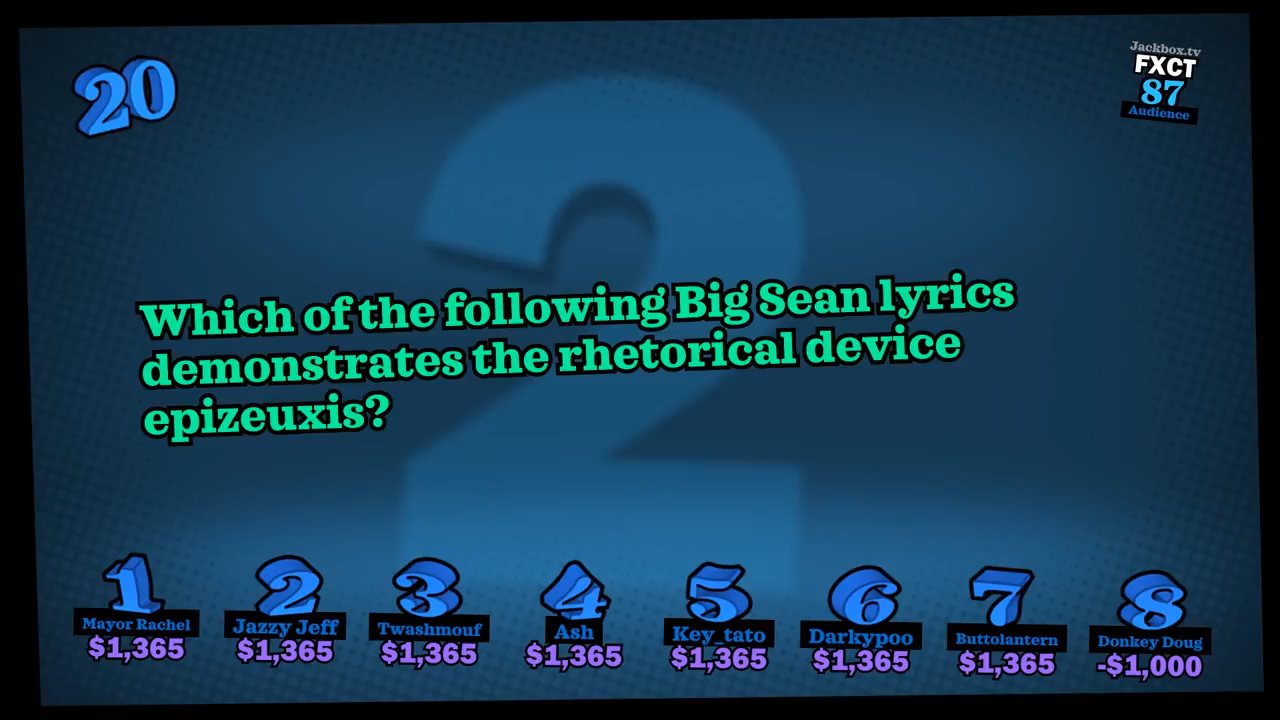 20
Jackbox.tv
FXCT
87
Audience
Which of the following Big Sean lyrics
demonstrates the rhetorical device
epizeuxis?
2
1 2 3 4 5 6 7 8
Mayor Rachel Jazzy Jeff Twashmouf Ash Key_tato Darkypoo Buttolantern Donkey Doug
$1,365 $1,365 $1,365 $1,365 $1,365 $1,365 $1,365 -$1,000